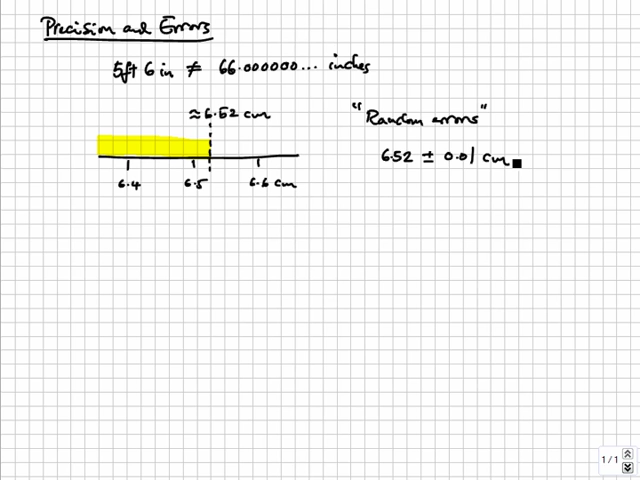 Precision and Errors
5ft 6 in ≠ 66.000000... inches
≈ 6.52 cm
6.4 6.5 6.6 cm
"Random errors"
6.52 ± 0.01 cm
1/1